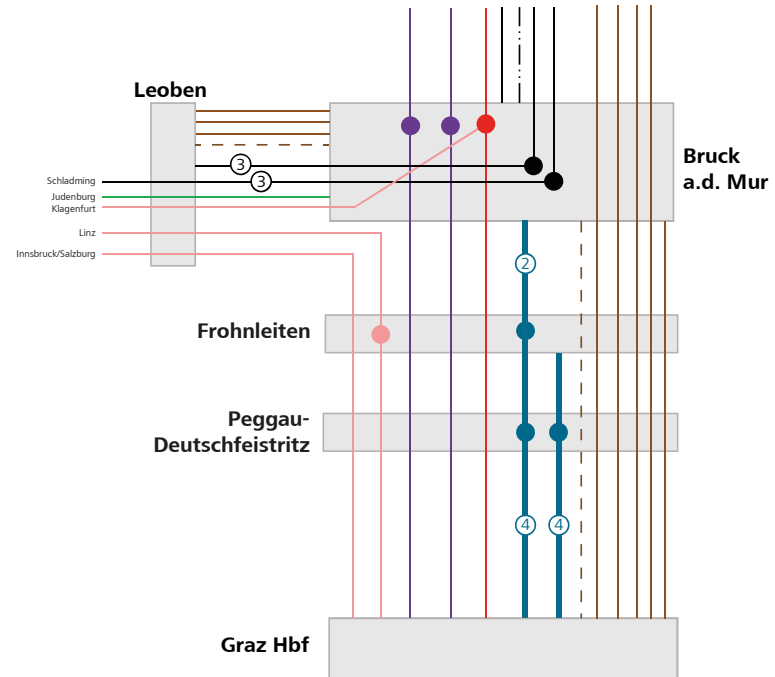 Leoben
Bruck
a.d. Mur
3
3
Schladming
Judenburg
Klagenfurt
Linz
Innsbruck/Salzburg
2
Frohnleiten
Peggau-
Deutschfeistritz
4
4
Graz Hbf